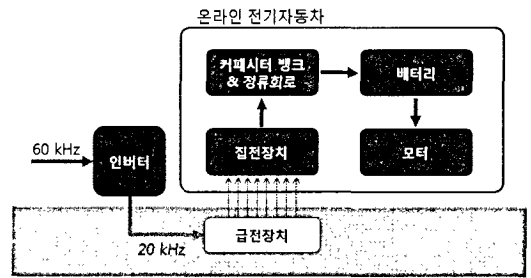 온라인 전기자동차
커패시터 뱅크
& 정류회로
배터리
60 kHz
인버터
집전장치
모터
20 kHz
급전장치